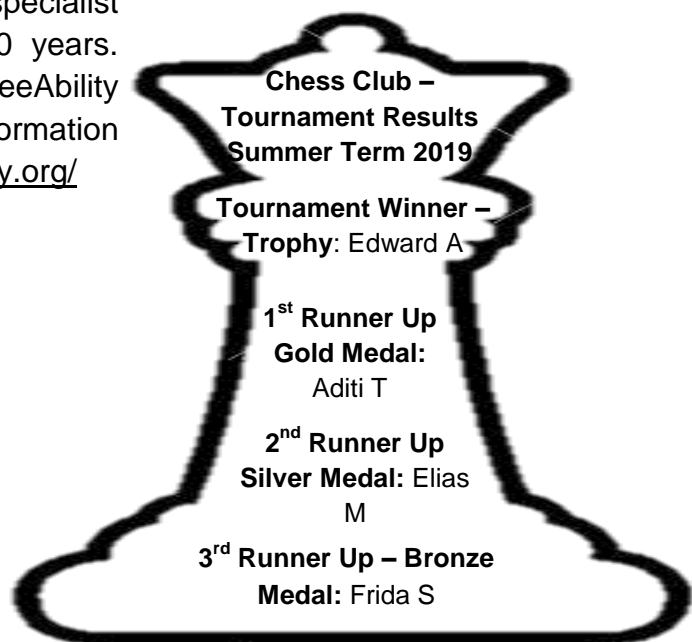 specialist
0 years.
eeAbility
ormation
y.org/
Chess Club –
Tournament Results
Summer Term 2019
Tournament Winner –
Trophy: Edward A
1st Runner Up
Gold Medal:
Aditi T
2nd Runner Up
Silver Medal: Elias
M
3rd Runner Up – Bronze
Medal: Frida S